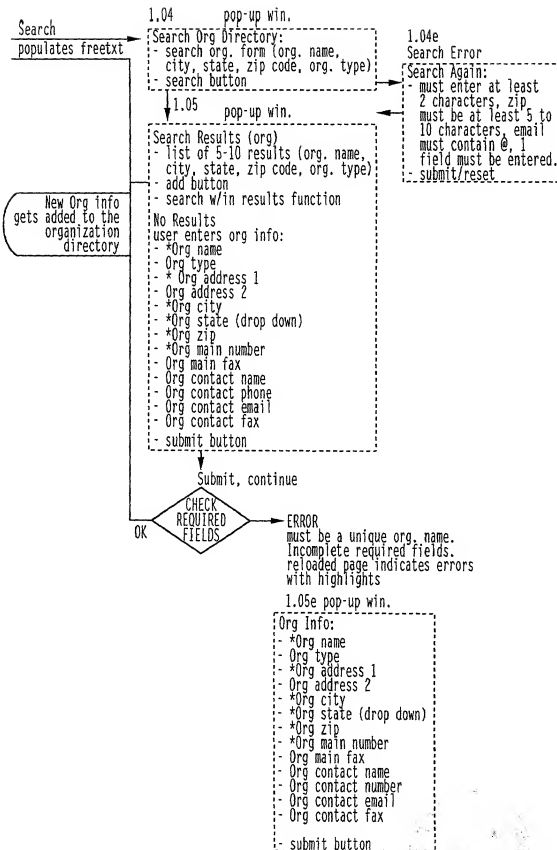 1.04 pop-up win.
Search
populates freetxt
Search Org Directory:
- search org. form (org. name,
city, state, zip code, org. type)
- search button
1.04e
Search Error
Search Again:
- must enter at least
2 characters, zip
must be at least 5 to
10 characters, email
must contain @, 1
field must be entered.
- submit/reset
1.05 pop-up win.
Search Results (org)
- list of 5-10 results (org. name,
city, state, zip code, org. type)
- add button
- search w/in results function
No Results
user enters org info:
- *Org name
- Org type
- * Org address 1
- Org address 2
- *Org city
- *Org state (drop down)
- *Org zip
- *Org main number
- Org main fax
- Org contact name
- Org contact phone
- Org contact email
- Org contact fax
- submit button
New Org info
gets added to the
organization
directory
Submit, continue
CHECK
REQUIRED
FIELDS
OK
ERROR
must be a unique org. name.
Incomplete required fields.
reloaded page indicates errors
with highlights
1.05e pop-up win.
Org Info:
- *Org name
- Org type
- *Org address 1
- Org address 2
- *Org city
- *Org state (drop down)
- *Org zip
- *Org main number
- Org main fax
- Org contact name
- Org contact number
- Org contact email
- Org contact fax
- submit button